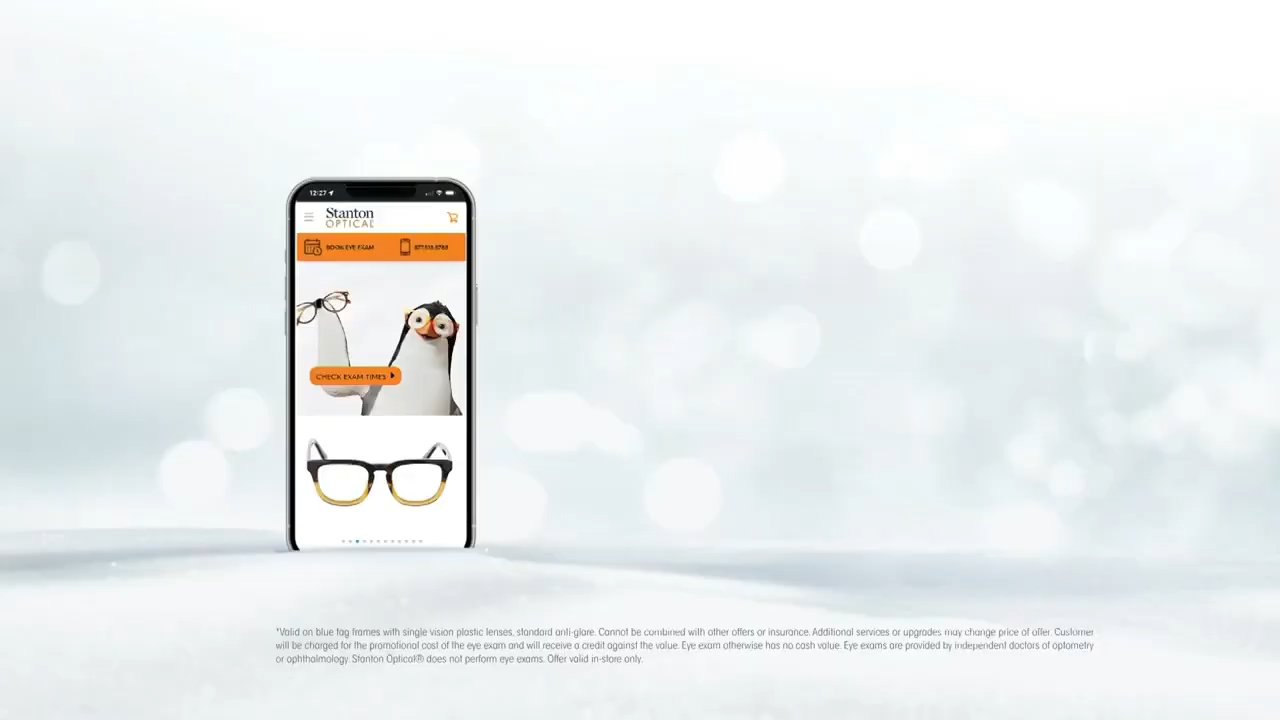 12:27
Stanton
OPTICAL
BOOK EYE EXAM
CHECK EXAM TIMES
*Valid on blue tag frames with single vision plastic lenses, standard anti-glare. Cannot be combined with other offers or insurance. Additional services or upgrades may change price of offer. Customer
will be charged for the promotional cost of the eye exam and will receive a credit against the value. Eye exam otherwise has no cash value. Eye exams are provided by independent doctors of optometry
or ophthalmology. Stanton Optical® does not perform eye exams. Offer valid in-store only.